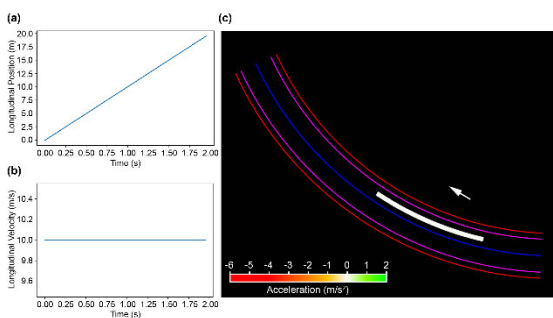 (a)
20.0
17.5
15.0
12.5
10.0
7.5
5.0
2.5
0.0
Longitudinal Position (m)
0.00 0.25 0.50 0.75 1.00 1.25 1.50 1.75 2.00
Time (s)
(b)
10.4
10.2
10.0
9.8
9.6
Longitudinal Velocity (m/s)
0.00 0.25 0.50 0.75 1.00 1.25 1.50 1.75 2.00
Time (s)
(c)
-6 -5 -4 -3 -2 -1 0 1 2
Acceleration (m/s²)